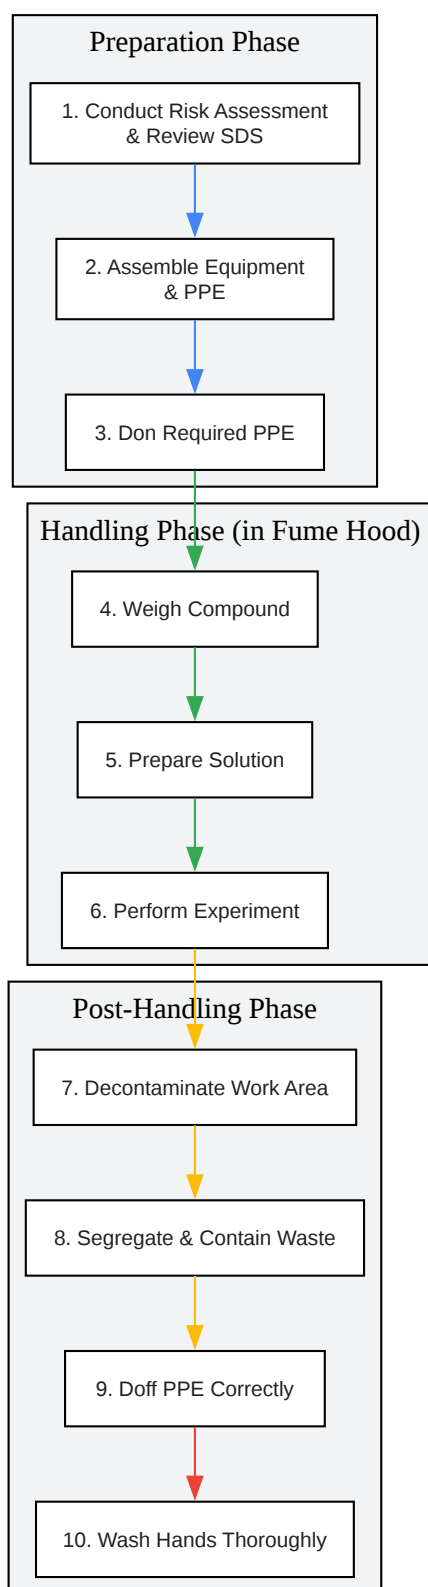 Preparation Phase
1. Conduct Risk Assessment
& Review SDS
2. Assemble Equipment
& PPE
3. Don Required PPE
Handling Phase (in Fume Hood)
4. Weigh Compound
5. Prepare Solution
6. Perform Experiment
Post-Handling Phase
7. Decontaminate Work Area
8. Segregate & Contain Waste
9. Doff PPE Correctly
10. Wash Hands Thoroughly